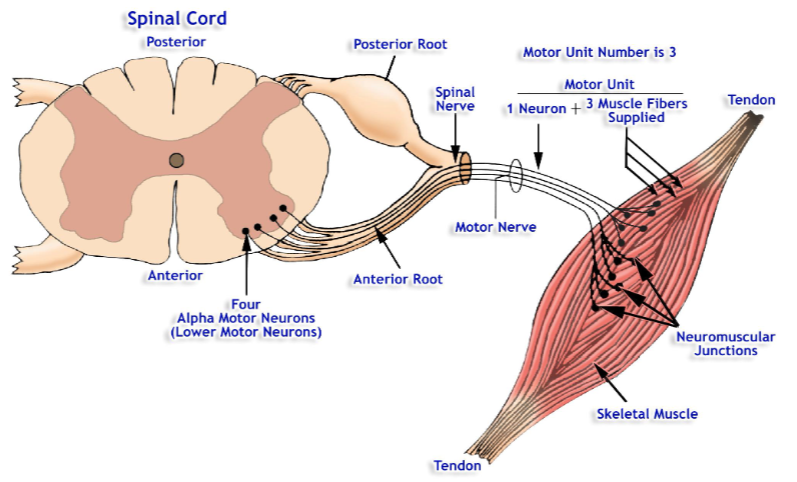 Spinal Cord
Posterior
Posterior Root
Motor Unit Number is 3
Spinal
Nerve
Motor Unit
1 Neuron + 3 Muscle Fibers
Supplied
Tendon
Motor Nerve
Anterior
Anterior Root
Four
Alpha Motor Neurons
(Lower Motor Neurons)
Neuromuscular
Junctions
Skeletal Muscle
Tendon